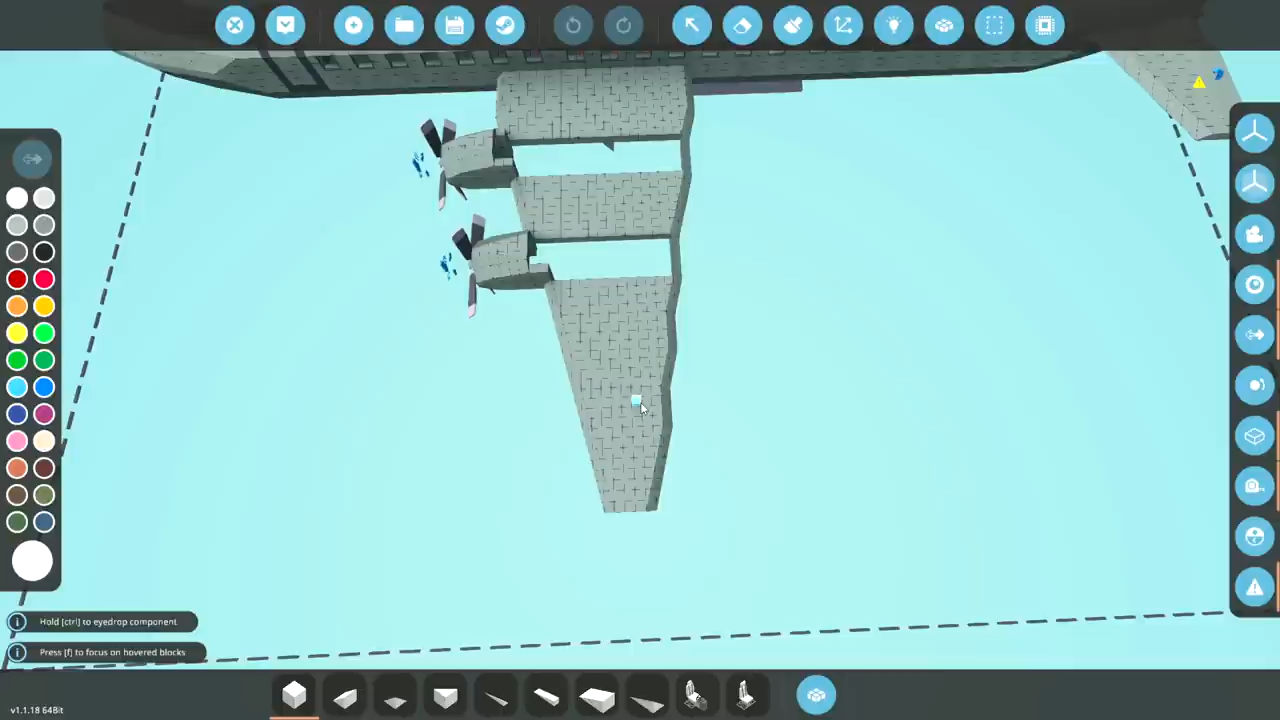 Hold [ctrl] to eyedrop component
Press [f] to focus on hovered blocks
v1.1.18 64Bit